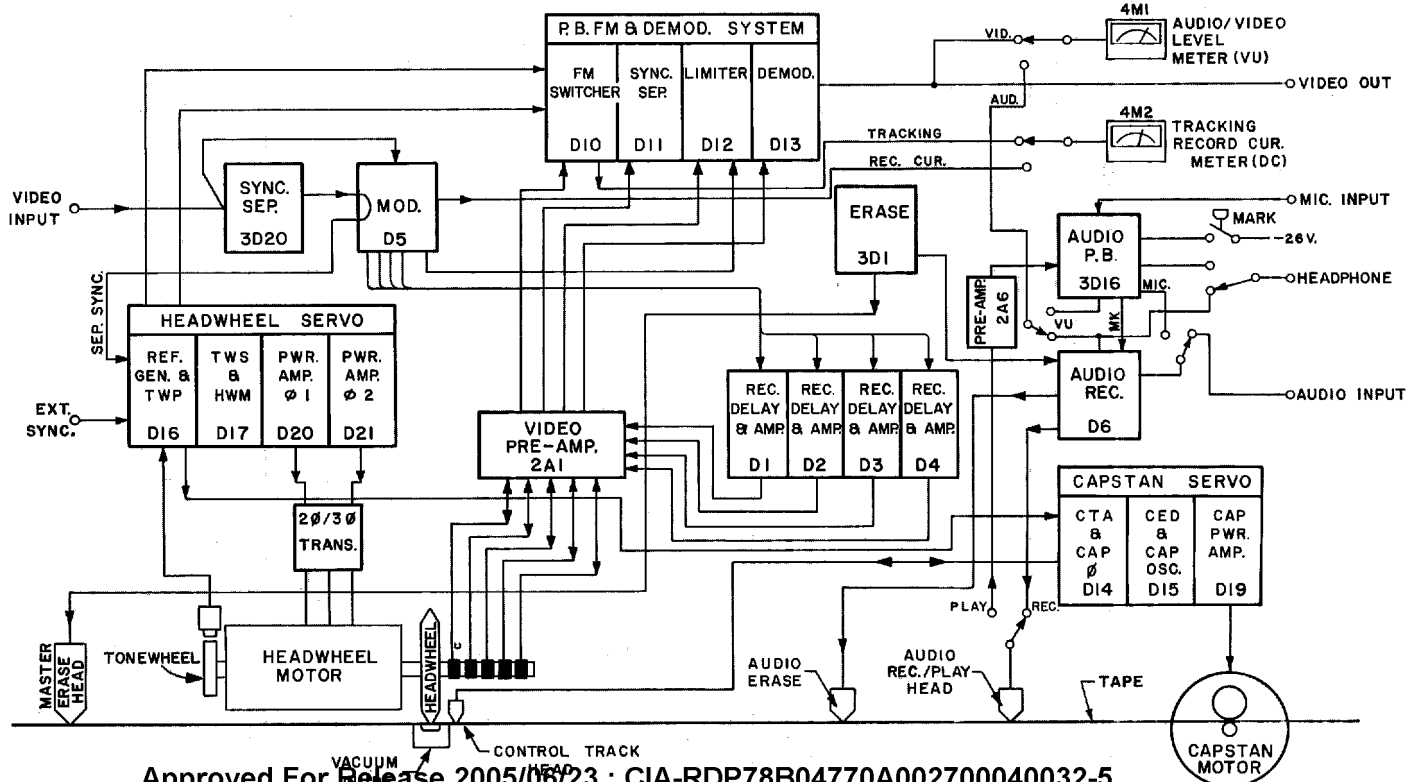 4M1
AUDIO/VIDEO
LEVEL
METER (VU)
P.B. FM & DEMOD. SYSTEM
FM
SWITCHER
D10
SYNC.
SEP.
D11
LIMITER
D12
DEMOD.
D13
VID.
VIDEO OUT
AUD.
4M2
TRACKING
RECORD CUR.
METER (DC)
TRACKING
REC. CUR.
VIDEO
INPUT
SYNC.
SEP.
3D20
MOD.
D5
ERASE
3D1
MIC. INPUT
MARK
-26V.
AUDIO
P.B.
3D16
HEADPHONE
MIC.
PRE-AMP.
2A6
VU
MK
SEP. SYNC.
HEADWHEEL SERVO
REF.
GEN. &
TWP
D16
TWS
&
HWM
D17
PWR.
AMP.
Ø 1
D20
PWR.
AMP.
Ø 2
D21
EXT.
SYNC.
AUDIO
REC.
D6
AUDIO INPUT
REC.
DELAY
& AMP.
D1
REC.
DELAY
& AMP.
D2
REC.
DELAY
& AMP.
D3
REC.
DELAY
& AMP.
D4
VIDEO
PRE-AMP.
2A1
CAPSTAN SERVO
CTA
&
CAP
Ø
D14
CED
&
CAP
OSC.
D15
CAP
PWR.
AMP.
D19
2Ø/3Ø
TRANS.
PLAY
REC.
MASTER
ERASE
HEAD
TONEWHEEL
HEADWHEEL
MOTOR
HEADWHEEL
C
AUDIO
ERASE
AUDIO
REC./PLAY
HEAD
TAPE
CAPSTAN
MOTOR
VACUUM
CONTROL TRACK
HEAD
Approved For Release 2005/06/23 : CIA-RDP78B04770A002700040032-5